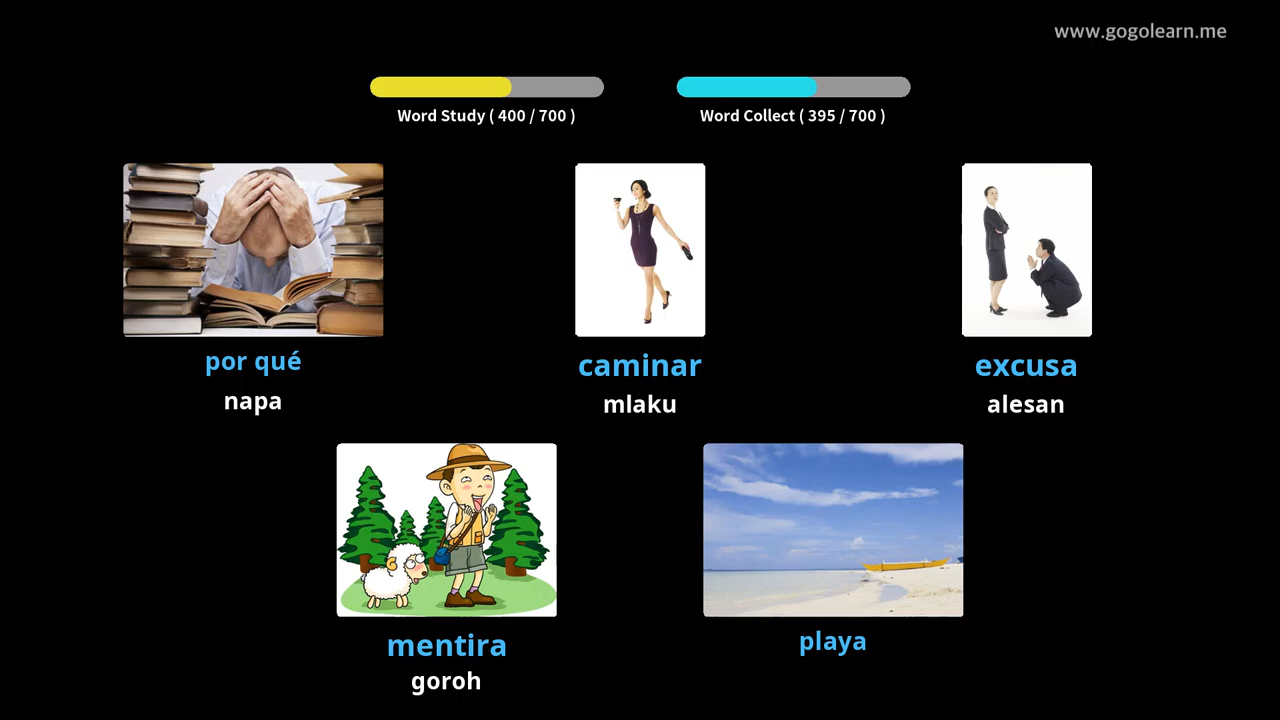 www.gogolearn.me
Word Study ( 400 / 700 )
Word Collect ( 395 / 700 )
por qué
napa
caminar
mlaku
excusa
alesan
mentira
goroh
playa